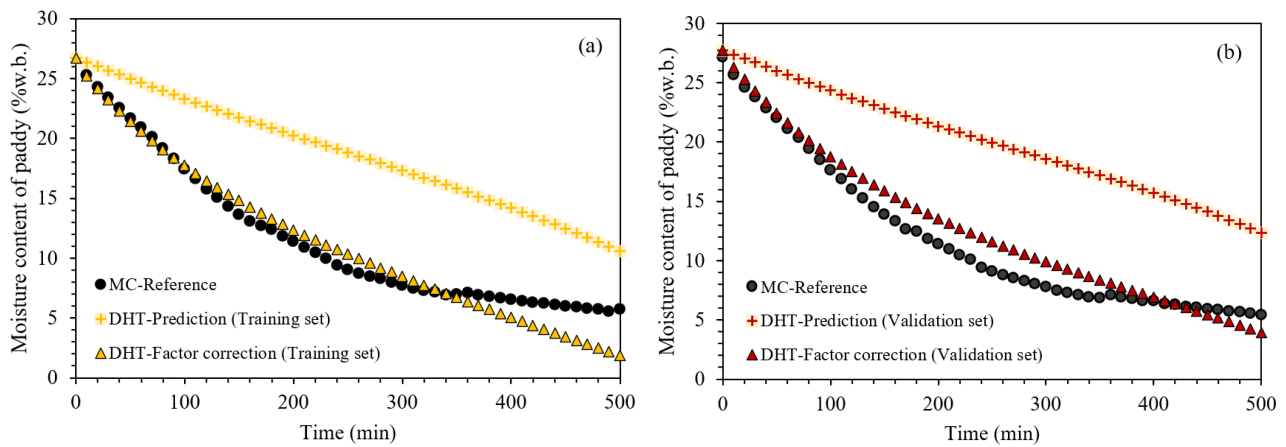 (a)
Moisture content of paddy (%w.b.)
30
25
20
15
10
5
0
MC-Reference
DHT-Prediction (Training set)
DHT-Factor correction (Training set)
0 100 200 300 400 500
Time (min)
(b)
Moisture content of paddy (%w.b.)
30
25
20
15
10
5
0
MC-Reference
DHT-Prediction (Validation set)
DHT-Factor correction (Validation set)
0 100 200 300 400 500
Time (min)